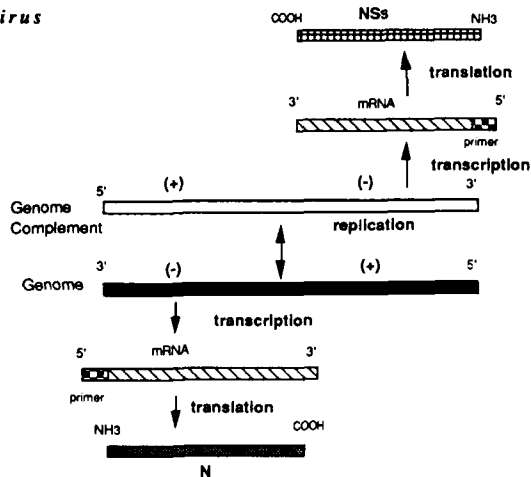 irus
COOH NSs NH3
translation
3' mRNA 5'
primer
transcription
5' (+) (-) 3'
Genome
Complement
replication
3' (-) (+) 5'
Genome
transcription
5' mRNA 3'
primer
translation
NH3 COOH
N